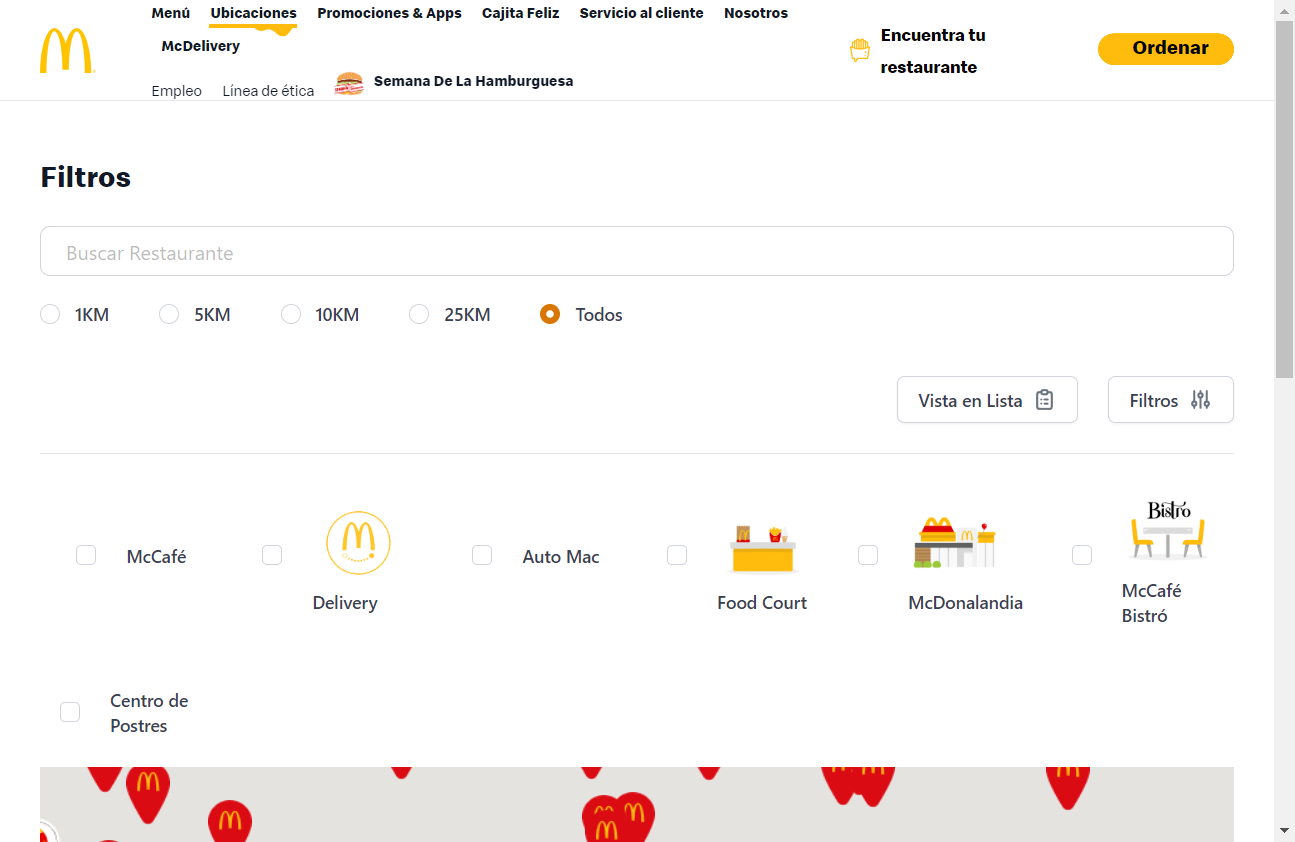 Menú Ubicaciones Promociones & Apps Cajita Feliz Servicio al cliente Nosotros
McDelivery
Empleo Línea de ética Semana De La Hamburguesa
Encuentra tu
restaurante
Ordenar
Filtros
Buscar Restaurante
1KM 5KM 10KM 25KM Todos
Vista en Lista Filtros
McCafé
Delivery
Auto Mac
Food Court
McDonalandia
Bistró
McCafé
Bistró
Centro de
Postres